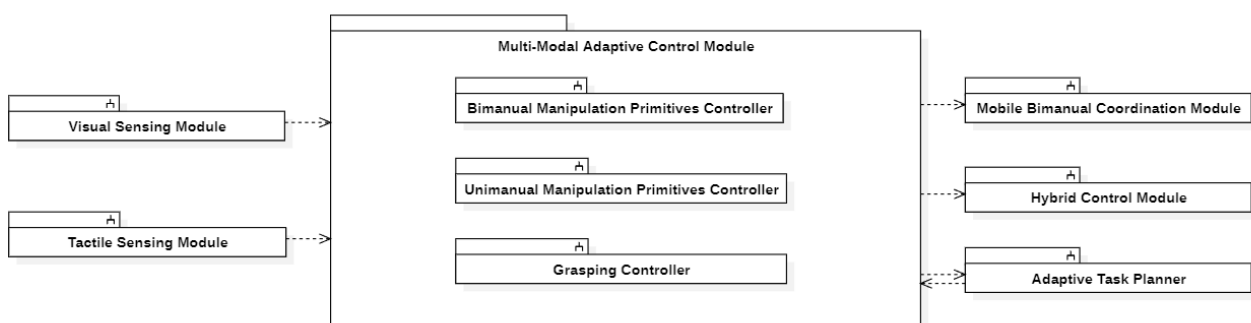 Multi-Modal Adaptive Control Module
Bimanual Manipulation Primitives Controller
Mobile Bimanual Coordination Module
Visual Sensing Module
Unimanual Manipulation Primitives Controller
Hybrid Control Module
Tactile Sensing Module
Grasping Controller
Adaptive Task Planner